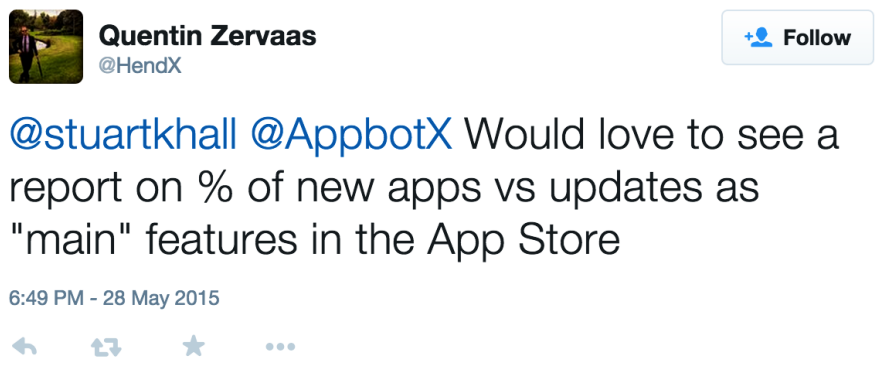 Quentin Zervaas
@HendX
Follow
@stuartkhall @AppbotX Would love to see a
report on % of new apps vs updates as
"main" features in the App Store
6:49 PM - 28 May 2015